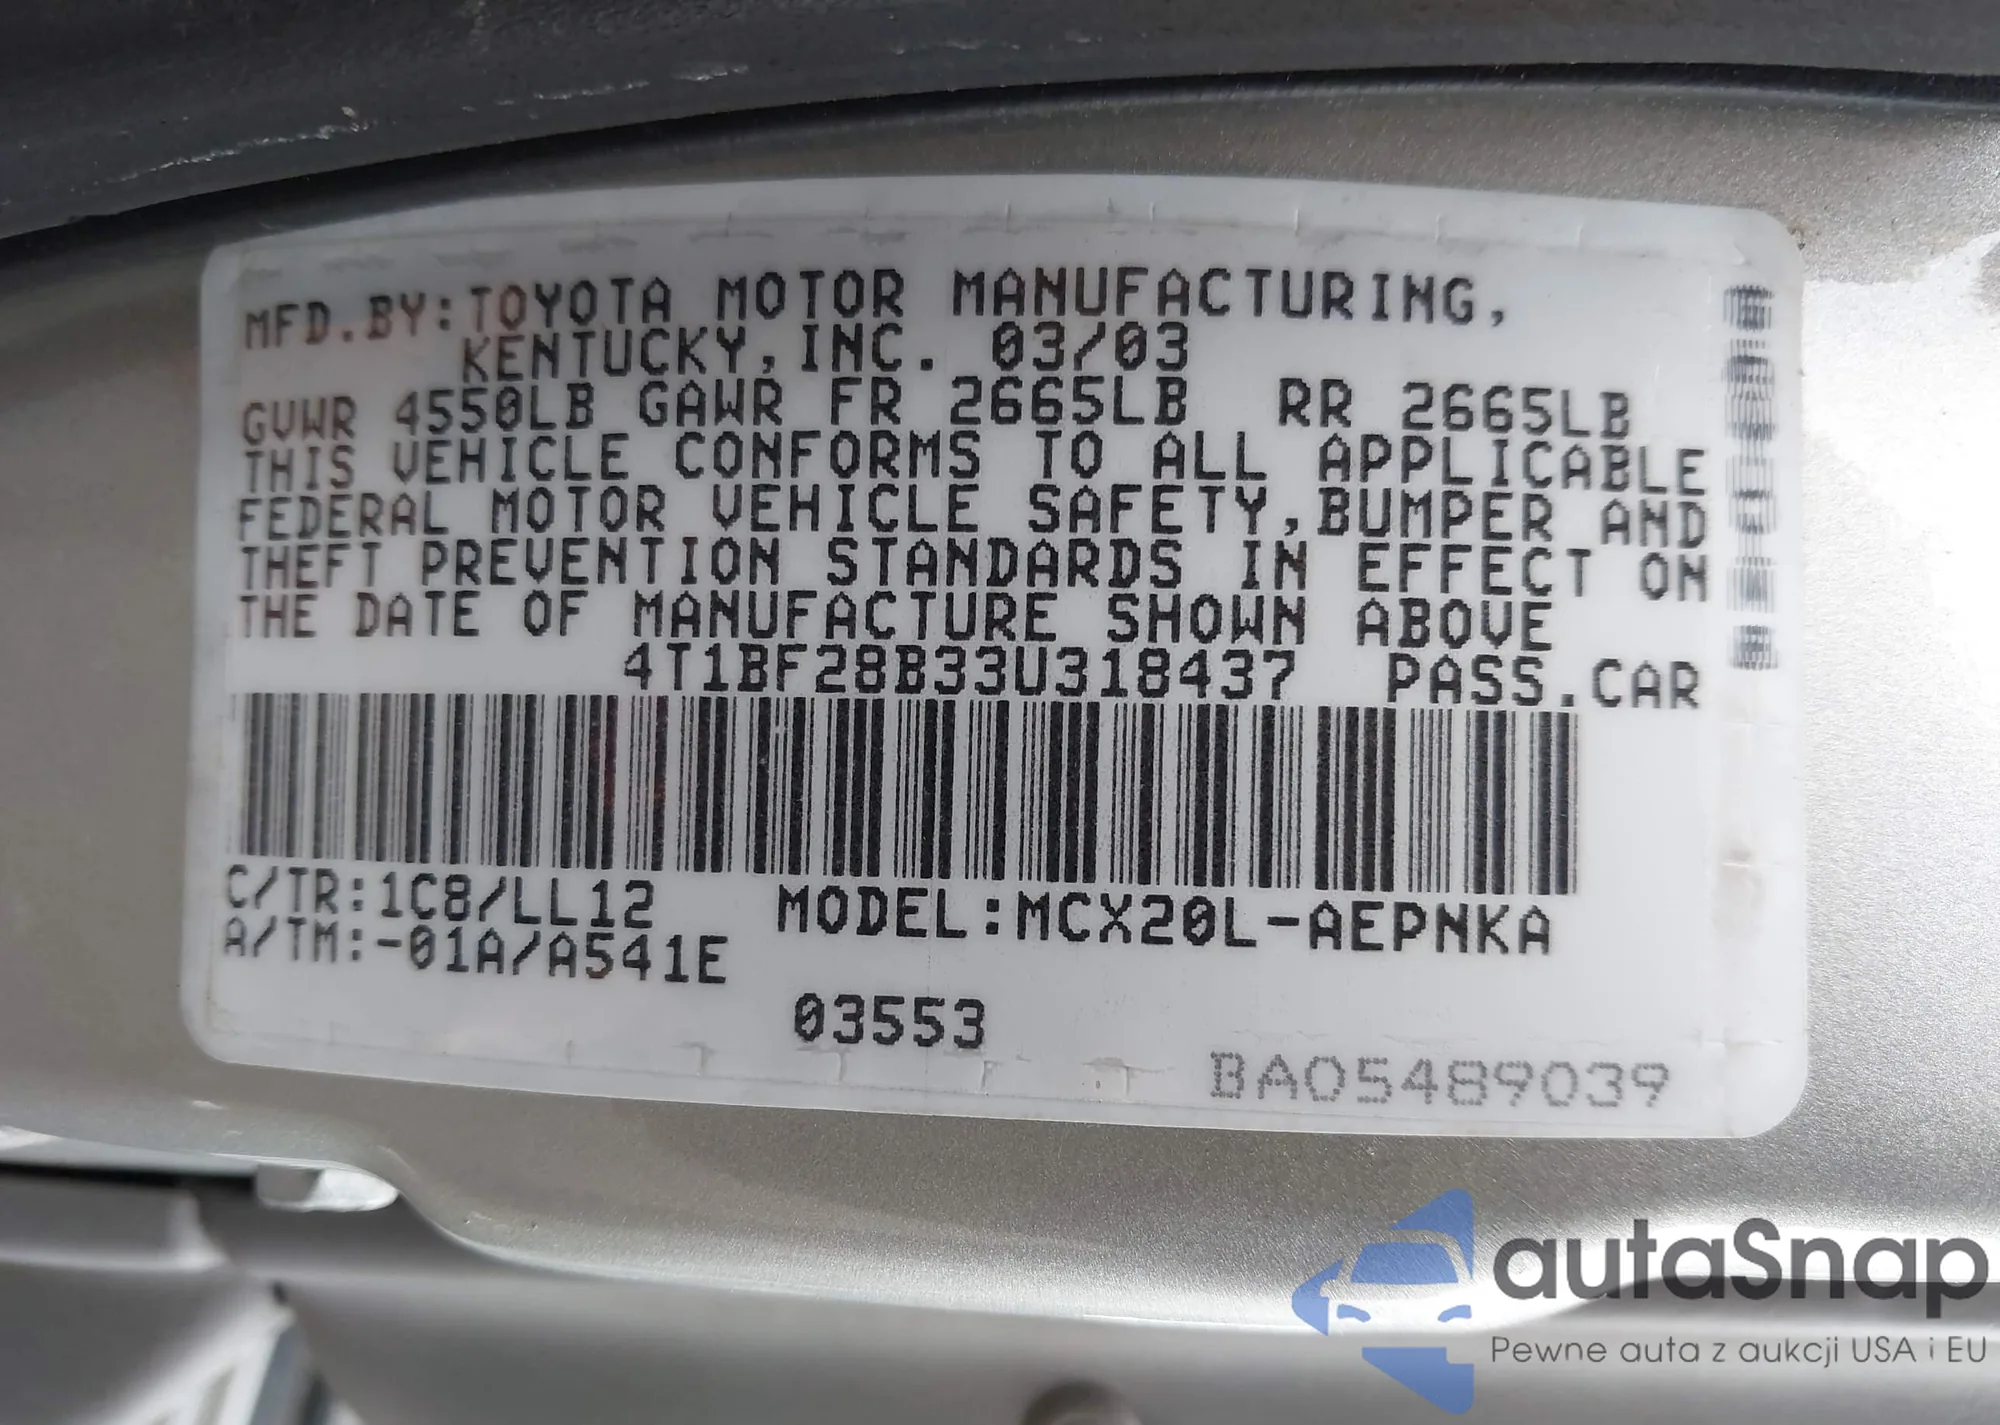 MFD.BY:TOYOTA MOTOR MANUFACTURING,
KENTUCKY,INC. 03/03
GVWR 4550LB GAWR FR 2665LB RR 2665LB
THIS VEHICLE CONFORMS TO ALL APPLICABLE
FEDERAL MOTOR VEHICLE SAFETY,BUMPER AND
THEFT PREVENTION STANDARDS IN EFFECT ON
THE DATE OF MANUFACTURE SHOWN ABOVE
4T1BF28B33U318437 PASS.CAR
C/TR:1C8/LL12 MODEL:MCX20L-AEPNKA
A/TM:-01A/A541E
03553
BA05489039
autaSnap
Pewne auta z aukcji USA i EU